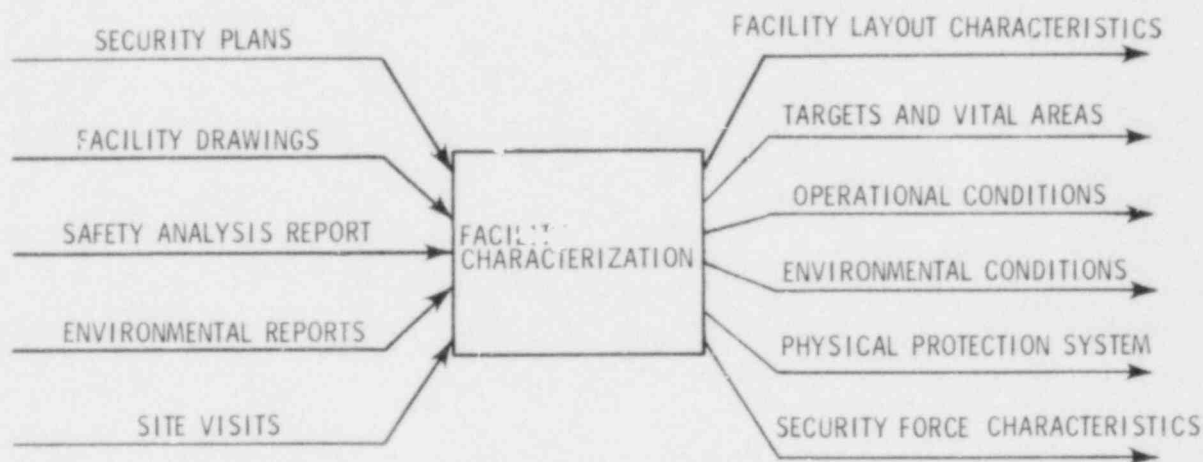 SECURITY PLANS
FACILITY DRAWINGS
SAFETY ANALYSIS REPORT
ENVIRONMENTAL REPORTS
SITE VISITS
FACILIT
CHARACTERIZATION
FACILITY LAYOUT CHARACTERISTICS
TARGETS AND VITAL AREAS
OPERATIONAL CONDITIONS
ENVIRONMENTAL CONDITIONS
PHYSICAL PROTECTION SYSTEM
SECURITY FORCE CHARACTERISTICS